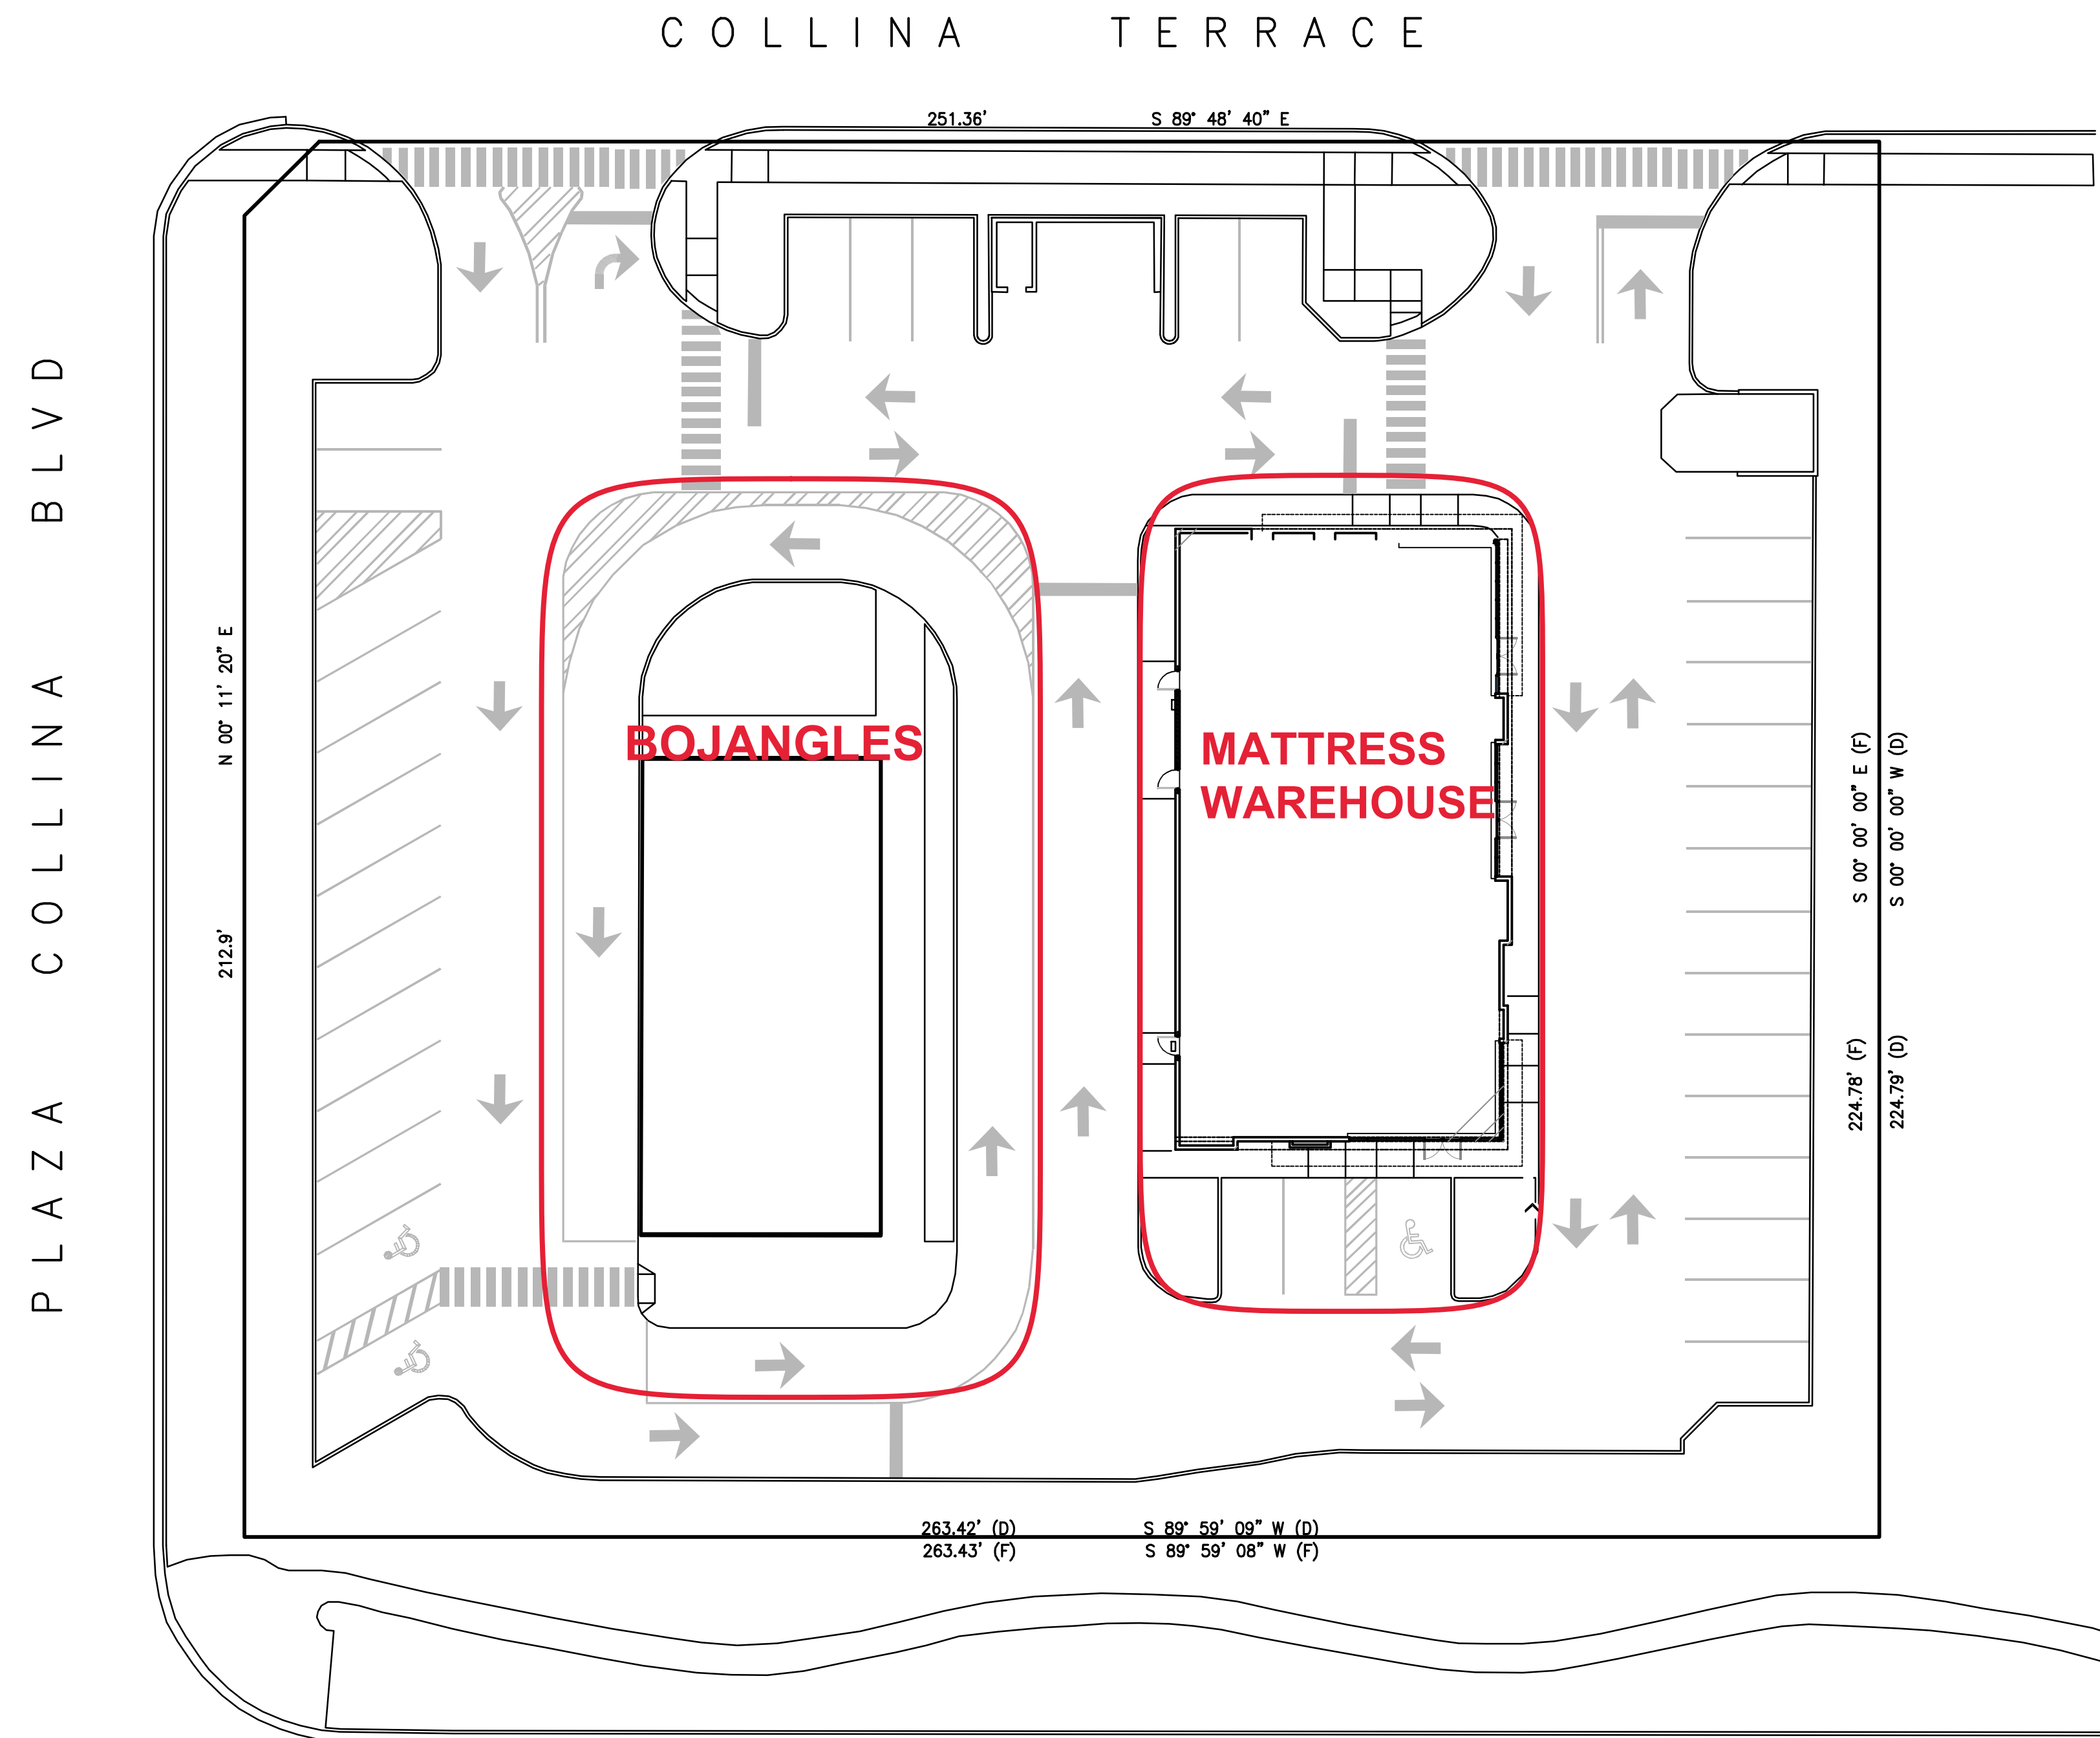 COLLINA TERRACE
251.36' S 89° 48' 40" E
PLAZA COLLINA BLVD
N 00° 11' 20" E
212.9'
BOJANGLES
MATTRESS
WAREHOUSE
S 00° 00' 00" E (F)
S 00° 00' 00" W (D)
224.78' (F)
224.79' (D)
263.42' (D) S 89° 59' 09" W (D)
263.43' (F) S 89° 59' 08" W (F)